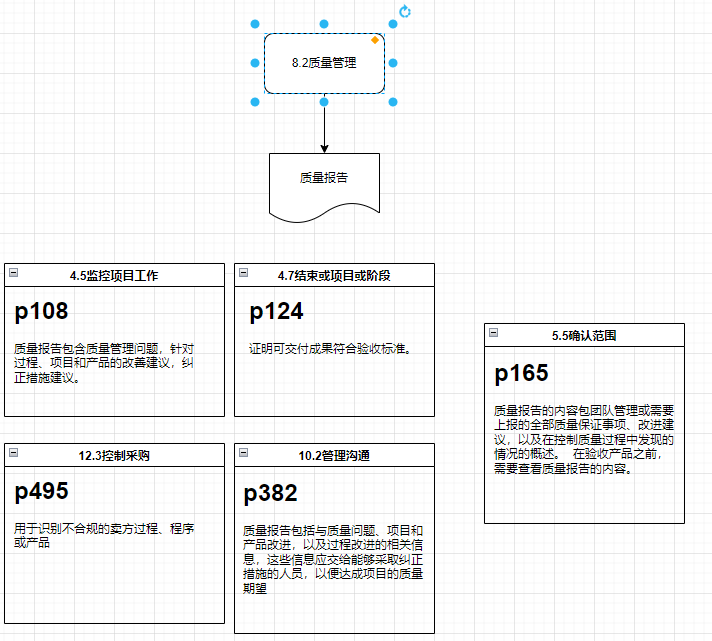 8.2质量管理
质量报告
4.5监控项目工作
p108
质量报告包含质量管理问题，针对
过程、项目和产品的改善建议，纠
正措施建议。
4.7结束或项目或阶段
p124
证明可交付成果符合验收标准。
5.5确认范围
p165
质量报告的内容包团队管理或需要
上报的全部质量保证事项、改进建
议，以及在控制质量过程中发现的
情况的概述。 在验收产品之前，
需要查看质量报告的内容。
12.3控制采购
p495
用于识别不合规的卖方过程、程序
或产品
10.2管理沟通
p382
质量报告包括与质量问题、项目和
产品改进，以及过程改进的相关信
息，这些信息应交给能够采取纠正
措施的人员，以便达成项目的质量
期望